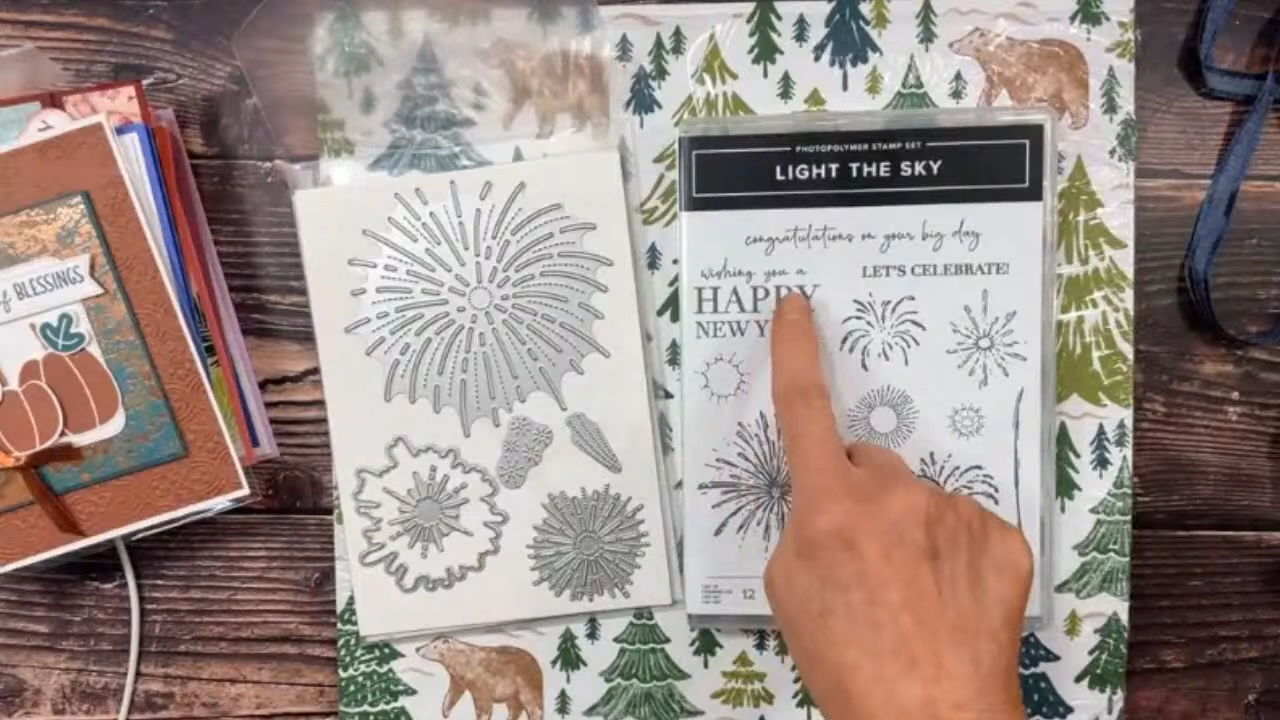 of BLESSINGS
PHOTOPOLYMER STAMP SET
LIGHT THE SKY
congratulations on your big day
wishing you a
LET'S CELEBRATE!
HAPPY
NEW
12